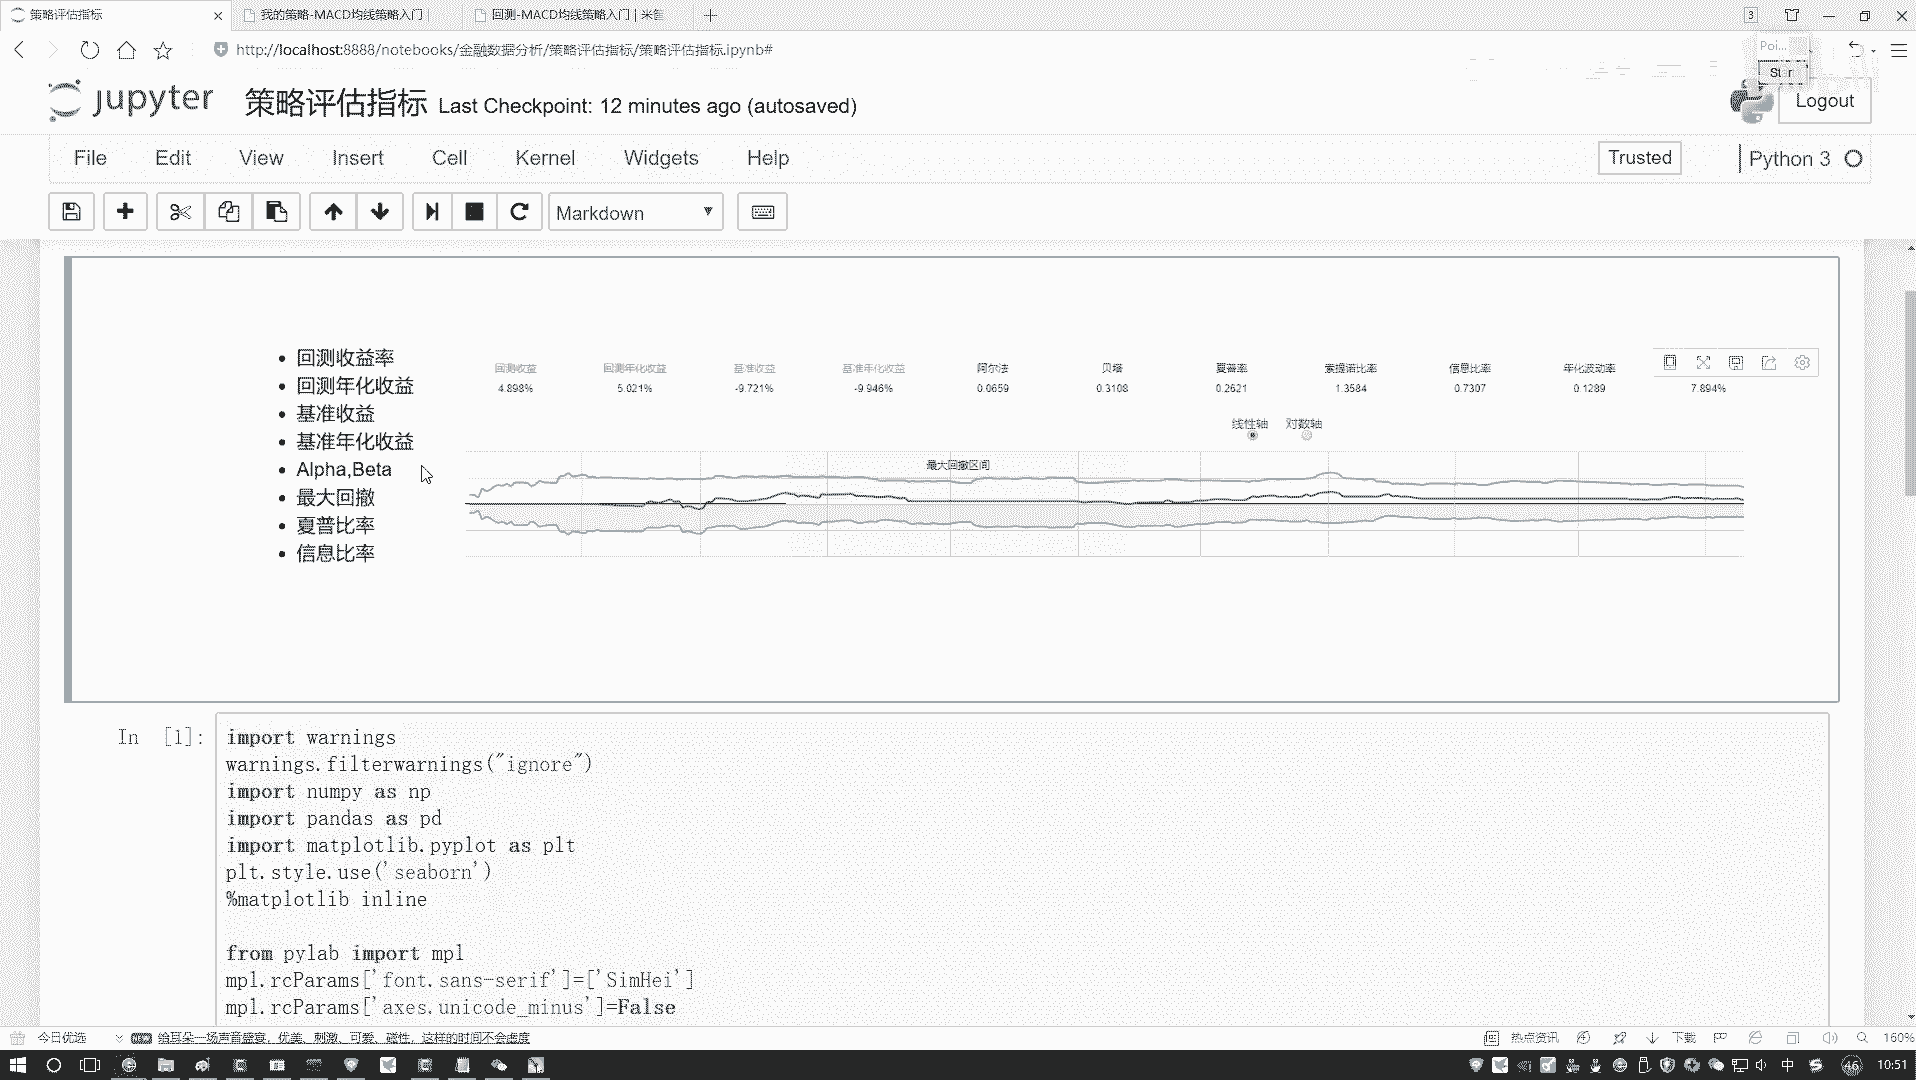 策略评估指标
我的策略-MACD均线策略入门
回测-MACD均线策略入门 | 米筐
3
http://localhost:8888/notebooks/金融数据分析/策略评估指标/策略评估指标.ipynb#
Poi...
jupyter 策略评估指标 Last Checkpoint: 12 minutes ago (autosaved)
Logout
File Edit View Insert Cell Kernel Widgets Help
Trusted
Python 3
Markdown
• 回测收益率
• 回测年化收益
• 基准收益
• 基准年化收益
• Alpha,Beta
• 最大回撤
• 夏普比率
• 信息比率
回测收益 回测年化收益 基准收益 基准年化收益 阿尔法 贝塔 夏普率 索提诺比率 信息比率 年化波动率
4.898% 5.021% -9.721% -9.946% 0.0659 0.3108 0.2621 1.3584 0.7307 0.1289 7.894%
线性轴 对数轴
最大回撤区间
In [1]:
import warnings
warnings.filterwarnings("ignore")
import numpy as np
import pandas as pd
import matplotlib.pyplot as plt
plt.style.use('seaborn')
%matplotlib inline
from pylab import mpl
mpl.rcParams['font.sans-serif']=['SimHei']
mpl.rcParams['axes.unicode_minus']=False
今日优选
给耳朵一场声音盛宴，优美、刺激、可爱、磁性，这样的时间不会虚度
热点资讯
下载
160%
中
46
10:51